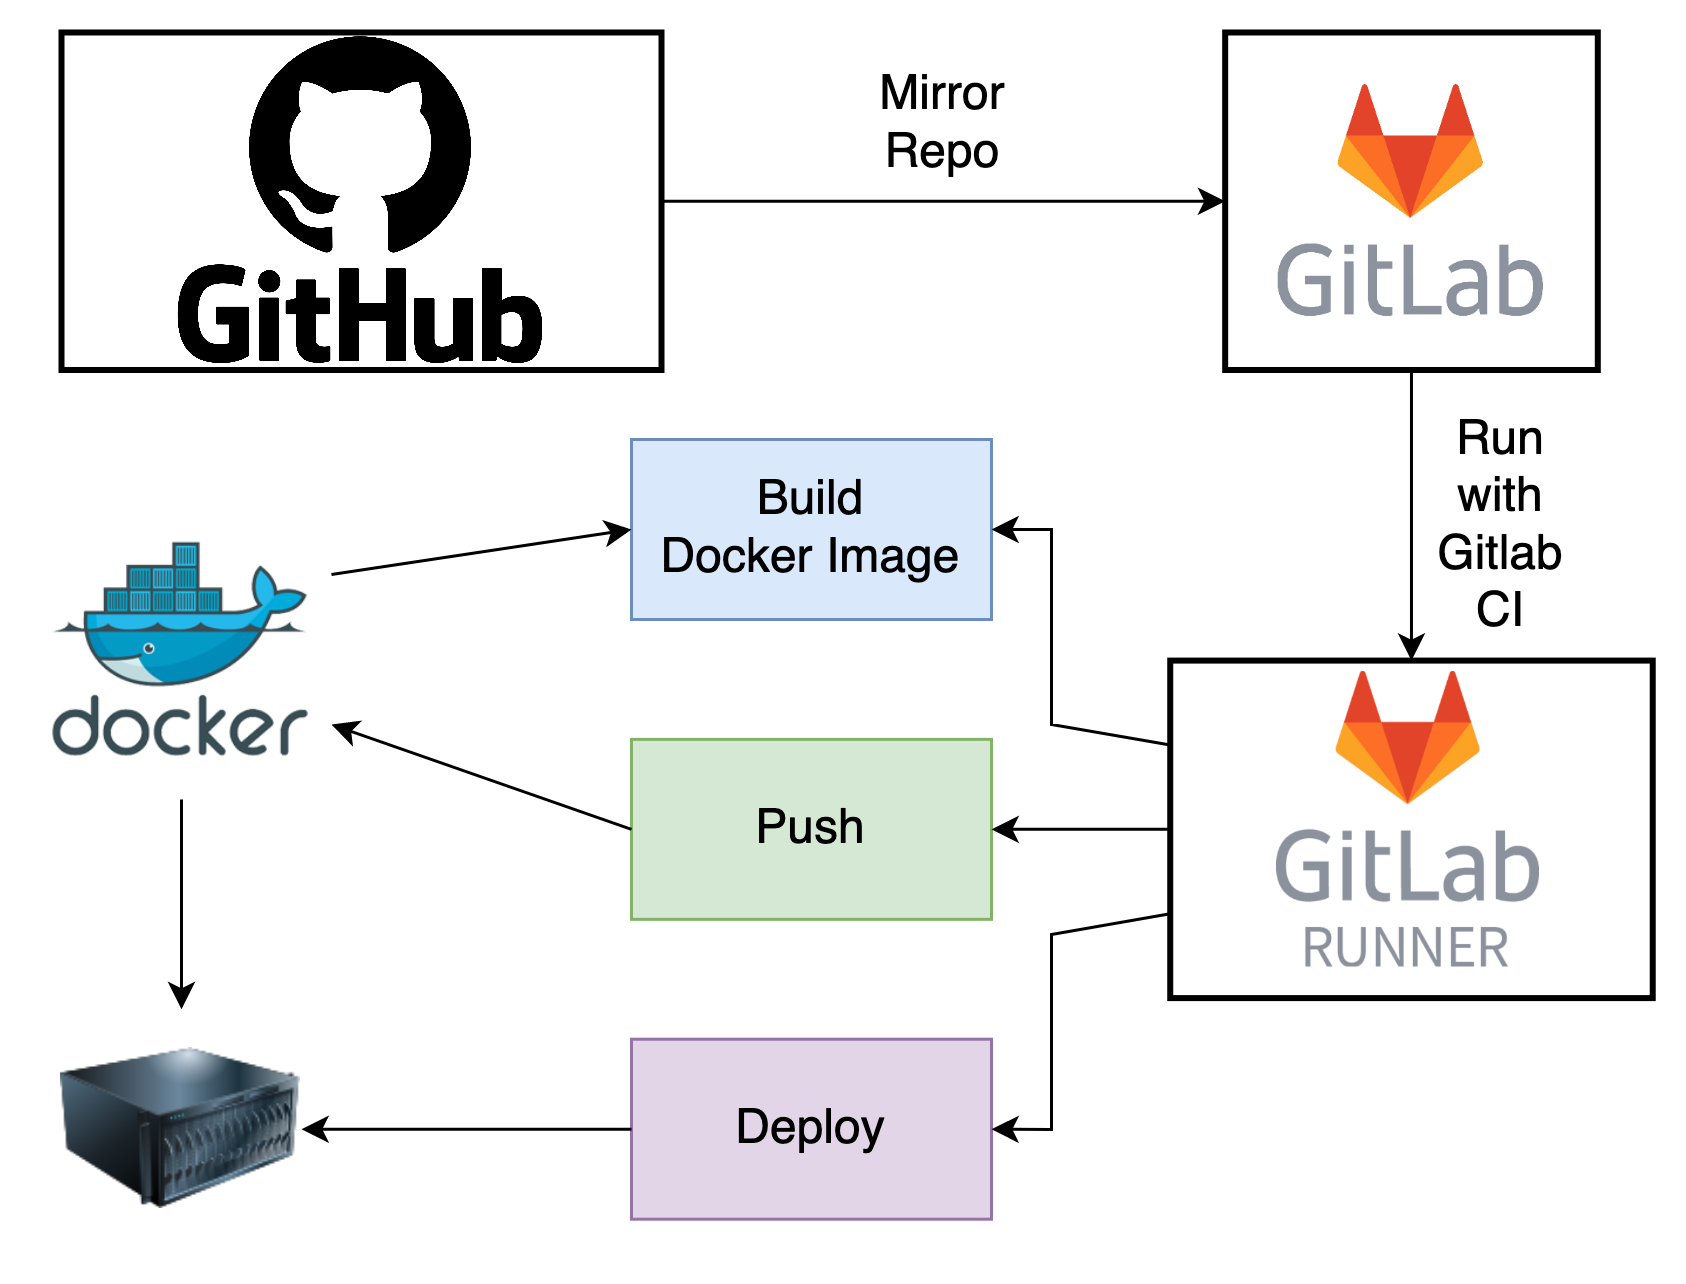 GitHub
Mirror
Repo
GitLab
Run
with
Gitlab
CI
Build
Docker Image
docker
Push
GitLab
RUNNER
Deploy